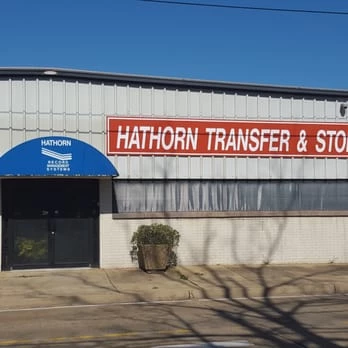 HATHORN TRANSFER & STO
HATHORN
RECORD
MANAGEMENT
SYSTEMS